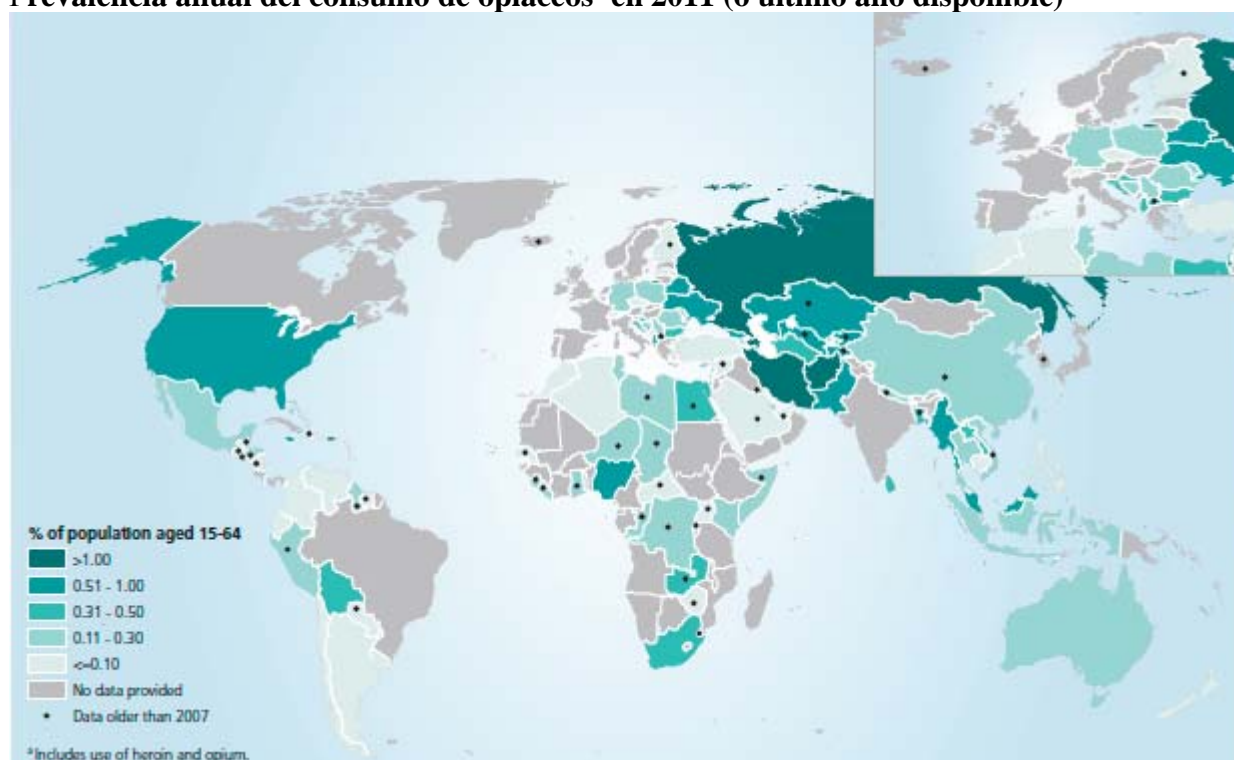 Prevalencia anual del consumo de opiáceos en 2011 (o último año disponible)
% of population aged 15-64
>1.00
0.51 - 1.00
0.31 - 0.50
0.11 - 0.30
<=0.10
No data provided
Data older than 2007
ª Includes use of heroin and opium.